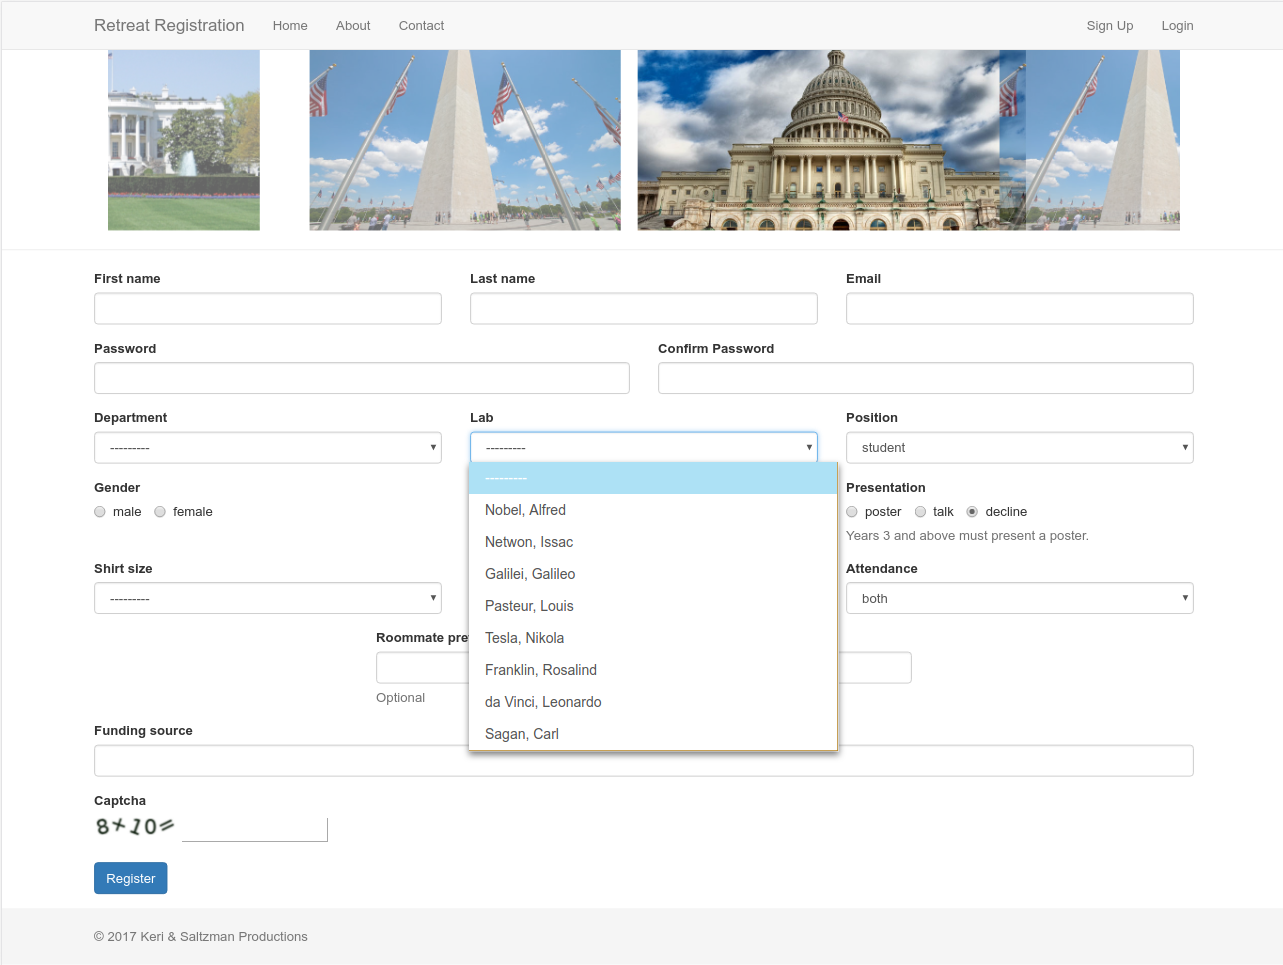 Retreat Registration Home About Contact Sign Up Login
First name Last name Email
Password Confirm Password
Department Lab Position
--------- --------- student
---------
Gender Presentation
male female poster talk decline
Nobel, Alfred
Netwon, Issac
Years 3 and above must present a poster.
Galilei, Galileo
Shirt size Attendance
--------- both
Pasteur, Louis
Tesla, Nikola
Roommate pre
Franklin, Rosalind
Optional
da Vinci, Leonardo
Sagan, Carl
Funding source
Captcha
8+10=
Register
© 2017 Keri & Saltzman Productions